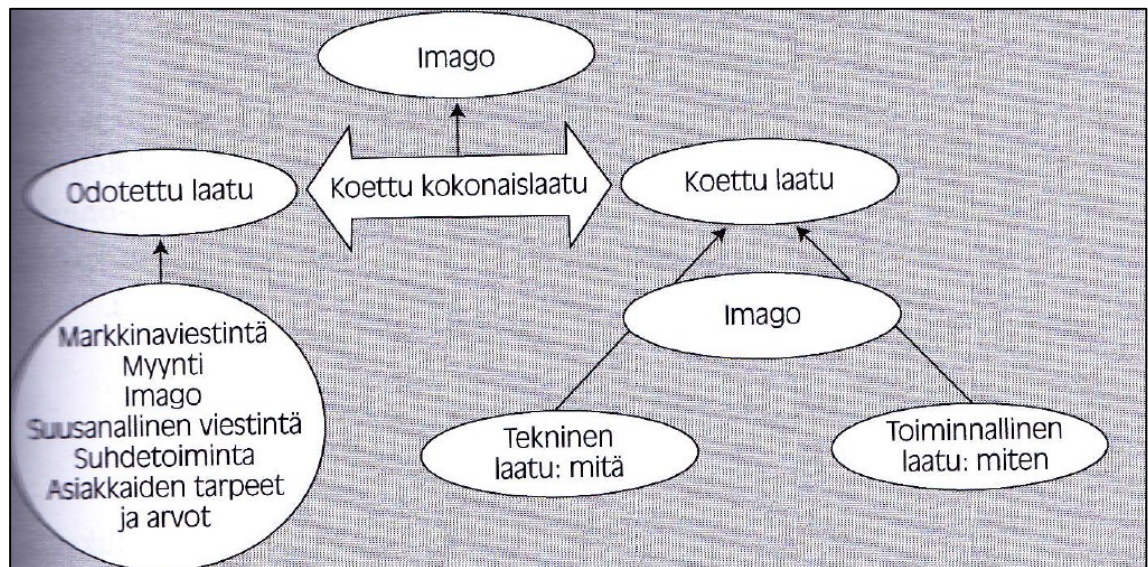 Imago
Odotettu laatu
Koettu kokonaislaatu
Koettu laatu
Markkinaviestintä
Myynti
Imago
Suusanallinen viestintä
Suhdetoiminta
Asiakkaiden tarpeet
ja arvot
Imago
Tekninen
laatu: mitä
Toiminnallinen
laatu: miten